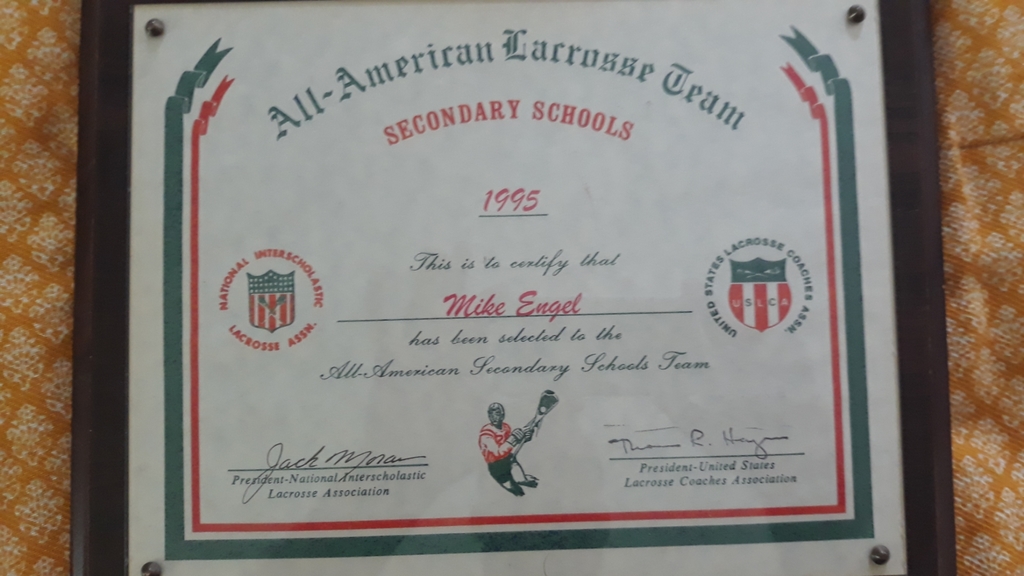 All-American Lacrosse Team
SECONDARY SCHOOLS
1995
This is to certify that
Mike Engel
has been selected to the
All-American Secondary Schools Team
NATIONAL INTERSCHOLASTIC
LACROSSE ASSN.
UNITED STATES LACROSSE COACHES ASSN.
USLCA
Jack Moran
President-National Interscholastic
Lacrosse Association
R.
President-United States
Lacrosse Coaches Association